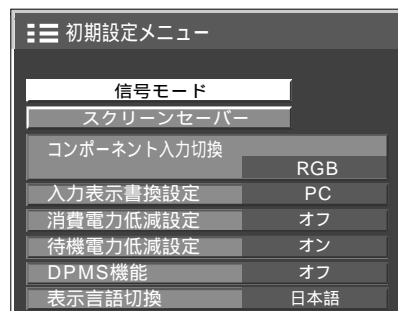 初期設定メニュー
信号モード
スクリーンセーバー
コンポーネント入力切換
RGB
入力表示書換設定 PC
消費電力低減設定 オフ
待機電力低減設定 オン
DPMS機能 オフ
表示言語切換 日本語